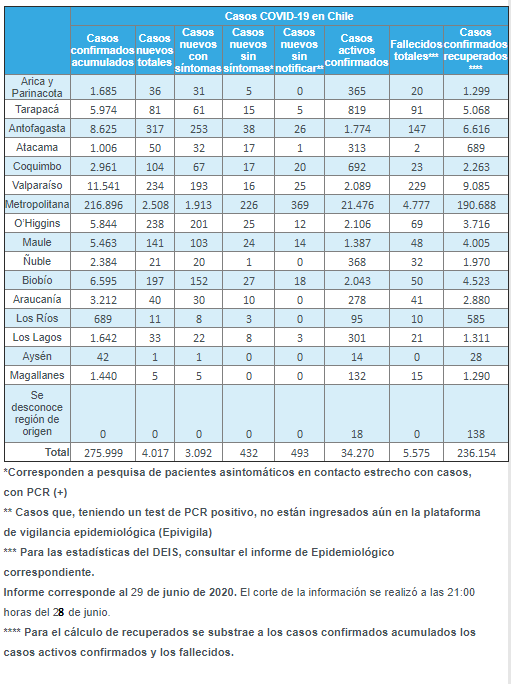 Casos COVID-19 en Chile
Casos confirmados acumulados Casos nuevos totales Casos nuevos con síntomas Casos nuevos sin síntomas* Casos nuevos sin notificar** Casos activos confirmados Fallecidos totales*** Casos confirmados recuperados ****
Arica y Parinacota 1.685 36 31 5 0 365 20 1.299
Tarapacá 5.974 81 61 15 5 819 91 5.068
Antofagasta 8.625 317 253 38 26 1.774 147 6.616
Atacama 1.006 50 32 17 1 313 2 689
Coquimbo 2.961 104 67 17 20 692 23 2.263
Valparaíso 11.541 234 193 16 25 2.089 229 9.085
Metropolitana 216.896 2.508 1.913 226 369 21.476 4.777 190.688
O'Higgins 5.844 238 201 25 12 2.106 69 3.716
Maule 5.463 141 103 24 14 1.387 48 4.005
Ñuble 2.384 21 20 1 0 368 32 1.970
Biobío 6.595 197 152 27 18 2.043 50 4.523
Araucanía 3.212 40 30 10 0 278 41 2.880
Los Ríos 689 11 8 3 0 95 10 585
Los Lagos 1.642 33 22 8 3 301 21 1.311
Aysén 42 1 1 0 0 14 0 28
Magallanes 1.440 5 5 0 0 132 15 1.290
Se desconoce región de origen 0 0 0 0 0 18 0 138
Total 275.999 4.017 3.092 432 493 34.270 5.575 236.154
*Corresponden a pesquisa de pacientes asintomáticos en contacto estrecho con casos,
con PCR (+)
** Casos que, teniendo un test de PCR positivo, no están ingresados aún en la plataforma
de vigilancia epidemiológica (Epivigila)
*** Para las estadísticas del DEIS, consultar el informe de Epidemiológico
correspondiente.
Informe corresponde al 29 de junio de 2020. El corte de la información se realizó a las 21:00
horas del 28 de junio.
**** Para el cálculo de recuperados se substrae a los casos confirmados acumulados los
casos activos confirmados y los fallecidos.